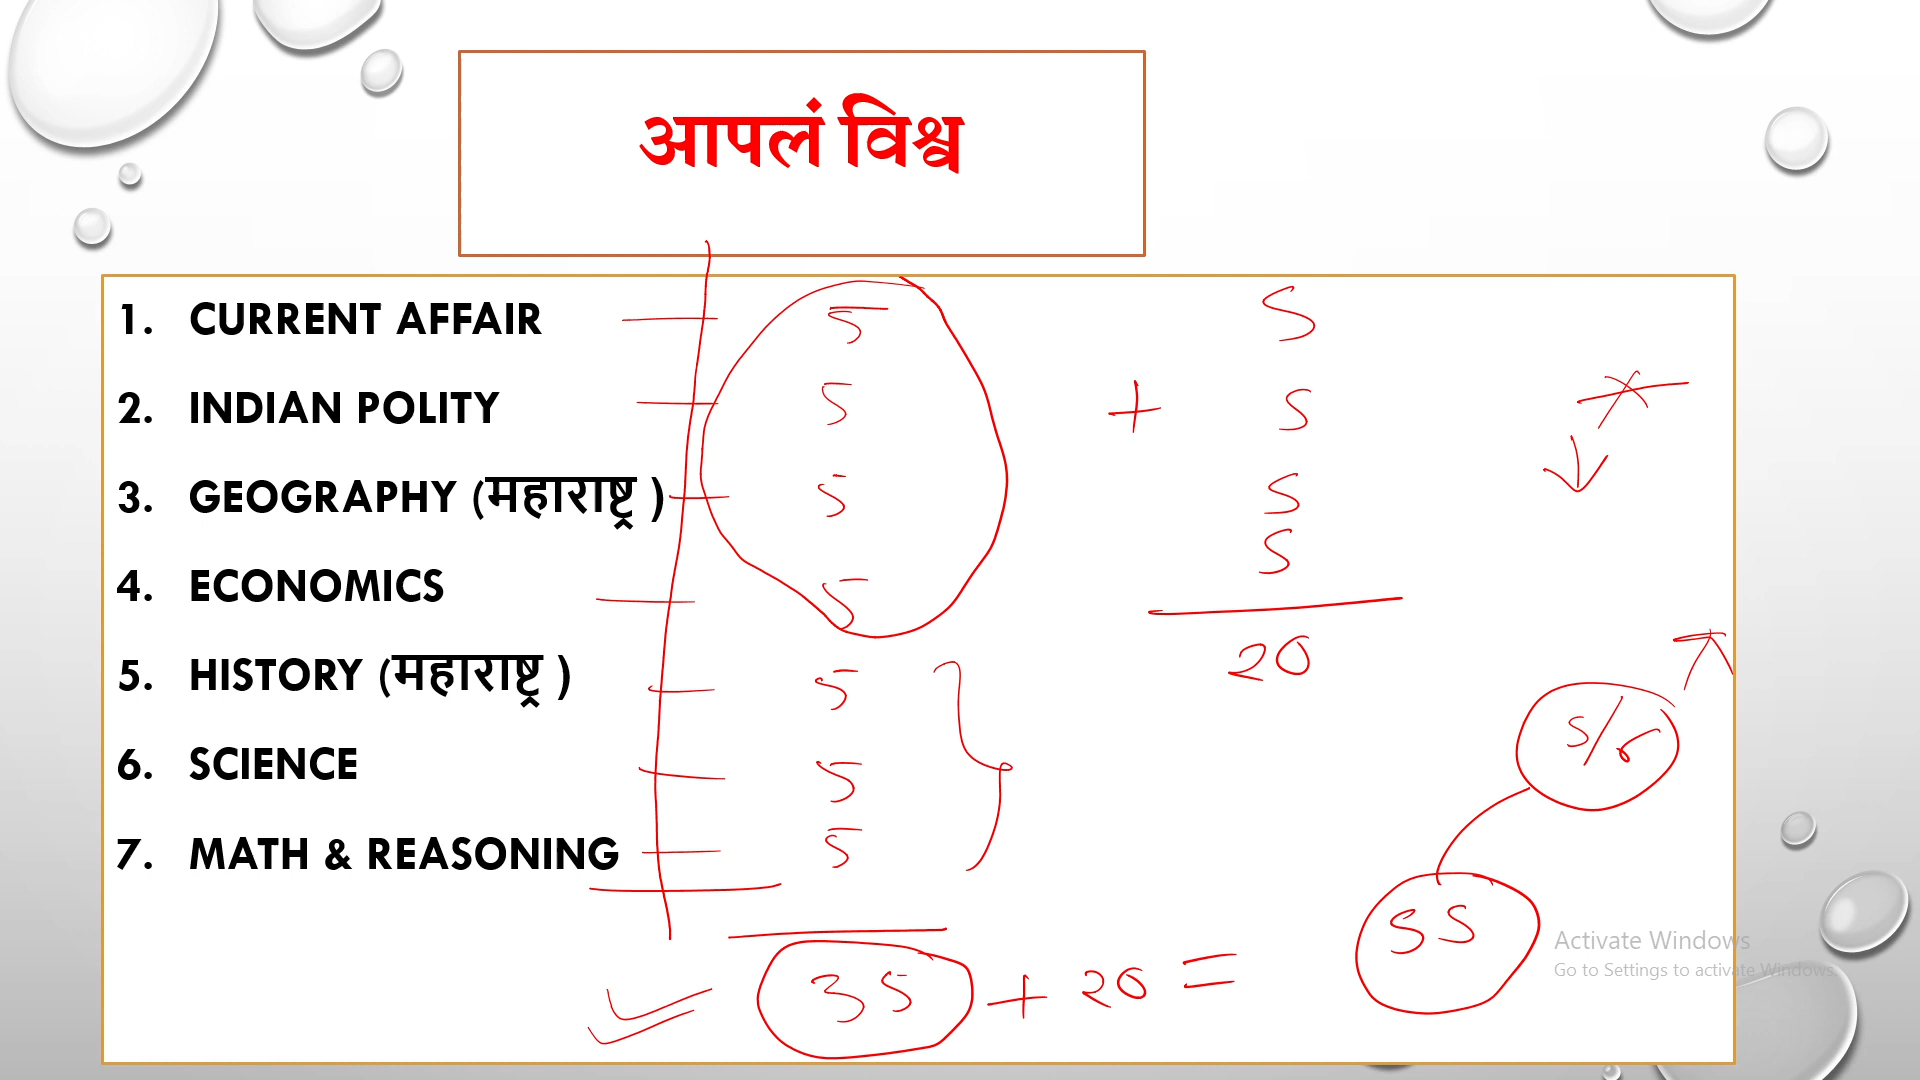 आपलं विश्व
1. CURRENT AFFAIR 5 5
2. INDIAN POLITY 5 + 5
3. GEOGRAPHY (महाराष्ट्र ) 5 5
5
4. ECONOMICS 5
20
5. HISTORY (महाराष्ट्र ) 5
6. SCIENCE 5
7. MATH & REASONING 5
35 + 20 = 55
Activate Windows
Go to Settings to activate Windows.